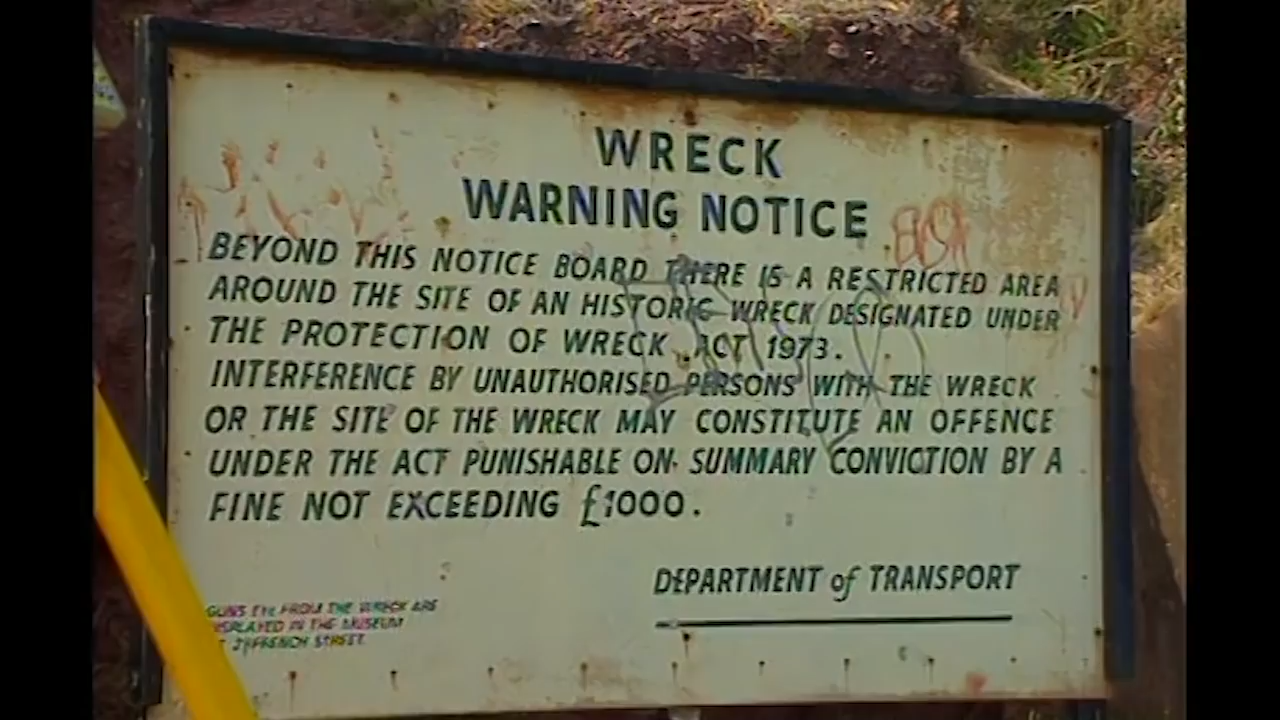 WRECK
WARNING NOTICE
BEYOND THIS NOTICE BOARD THERE IS A RESTRICTED AREA
AROUND THE SITE OF AN HISTORIC WRECK DESIGNATED UNDER
THE PROTECTION OF WRECK ACT 1973.
INTERFERENCE BY UNAUTHORISED PERSONS WITH THE WRECK
OR THE SITE OF THE WRECK MAY CONSTITUTE AN OFFENCE
UNDER THE ACT PUNISHABLE ON SUMMARY CONVICTION BY A
FINE NOT EXCEEDING £1000.
DEPARTMENT of TRANSPORT
GUNS ETC FROM THE WRECK ARE
IN THE MUSEUM
FRENCH STREET.